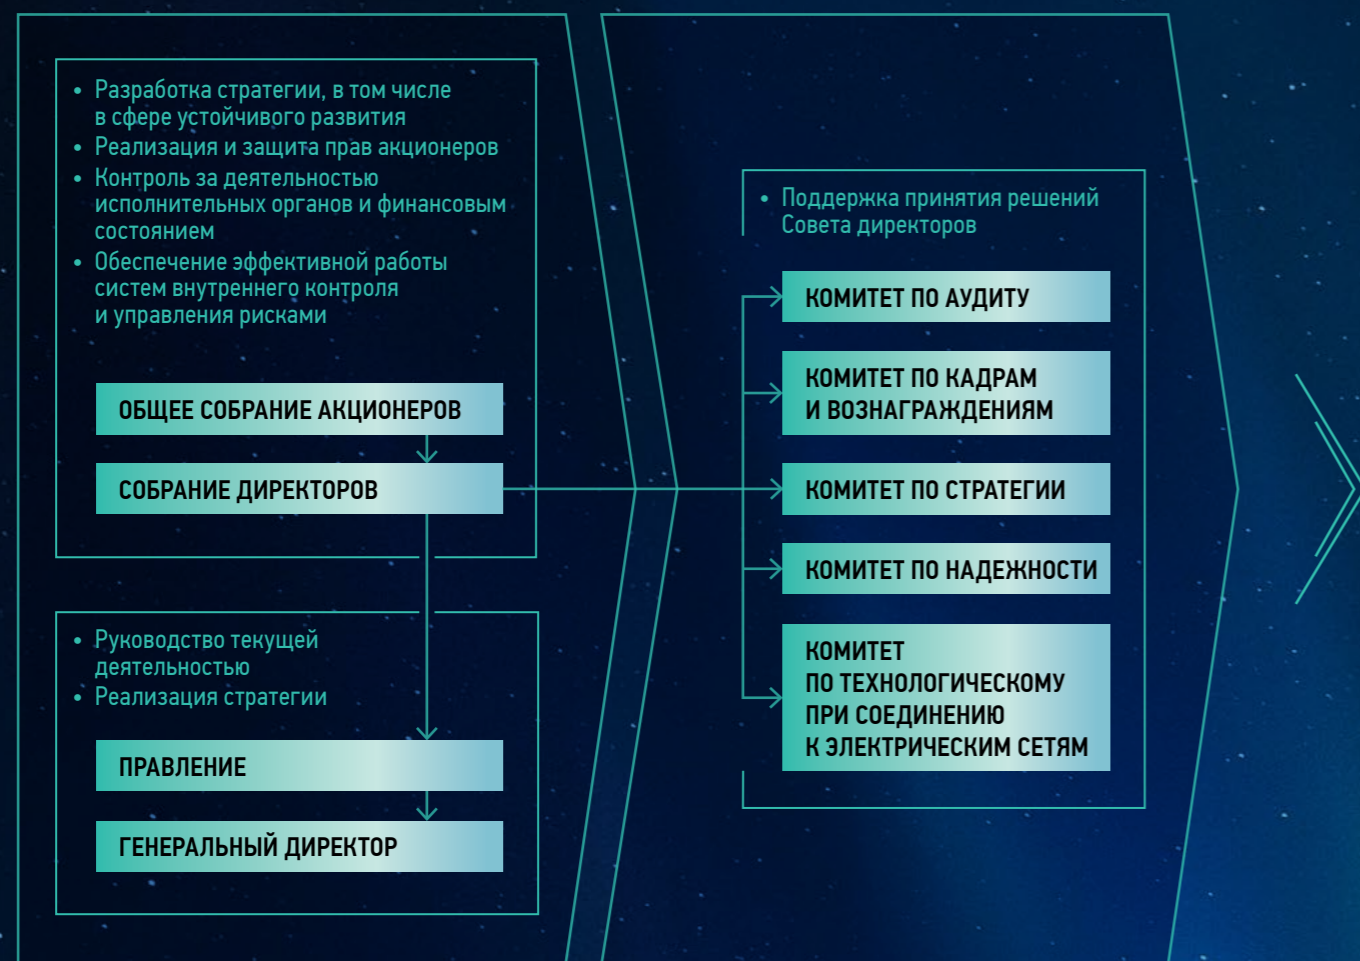 • Разработка стратегии, в том числе
в сфере устойчивого развития
• Реализация и защита прав акционеров
• Контроль за деятельностью
исполнительных органов и финансовым
состоянием
• Обеспечение эффективной работы
систем внутреннего контроля
и управления рисками
ОБЩЕЕ СОБРАНИЕ АКЦИОНЕРОВ
СОБРАНИЕ ДИРЕКТОРОВ
• Руководство текущей
деятельностью
• Реализация стратегии
ПРАВЛЕНИЕ
ГЕНЕРАЛЬНЫЙ ДИРЕКТОР
• Поддержка принятия решений
Совета директоров
КОМИТЕТ ПО АУДИТУ
КОМИТЕТ ПО КАДРАМ
И ВОЗНАГРАЖДЕНИЯМ
КОМИТЕТ ПО СТРАТЕГИИ
КОМИТЕТ ПО НАДЕЖНОСТИ
КОМИТЕТ
ПО ТЕХНОЛОГИЧЕСКОМУ
ПРИ СОЕДИНЕНИЮ
К ЭЛЕКТРИЧЕСКИМ СЕТЯМ